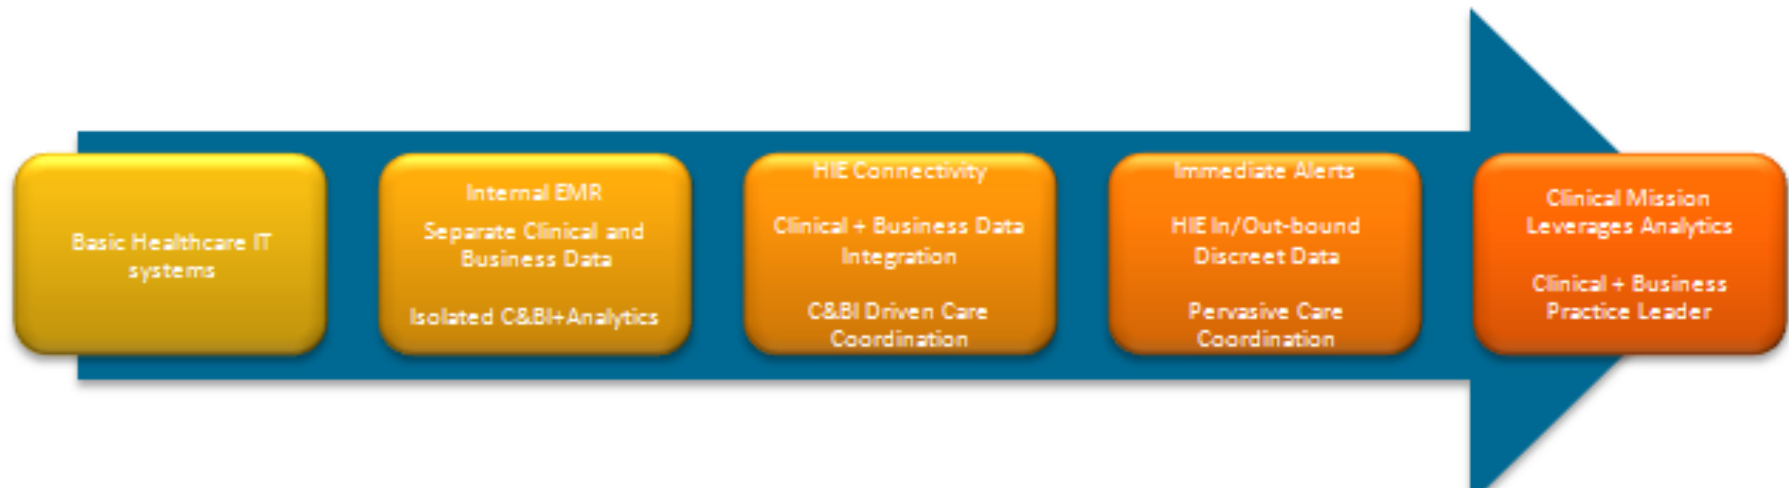 Basic Healthcare IT
systems
Internal EMR
Separate Clinical and
Business Data
Isolated C&BI+Analytics
HIE Connectivity
Clinical + Business Data
Integration
C&BI Driven Care
Coordination
Immediate Alerts
HIE In/Out-bound
Discreet Data
Pervasive Care
Coordination
Clinical Mission
Leverages Analytics
Clinical + Business
Practice Leader